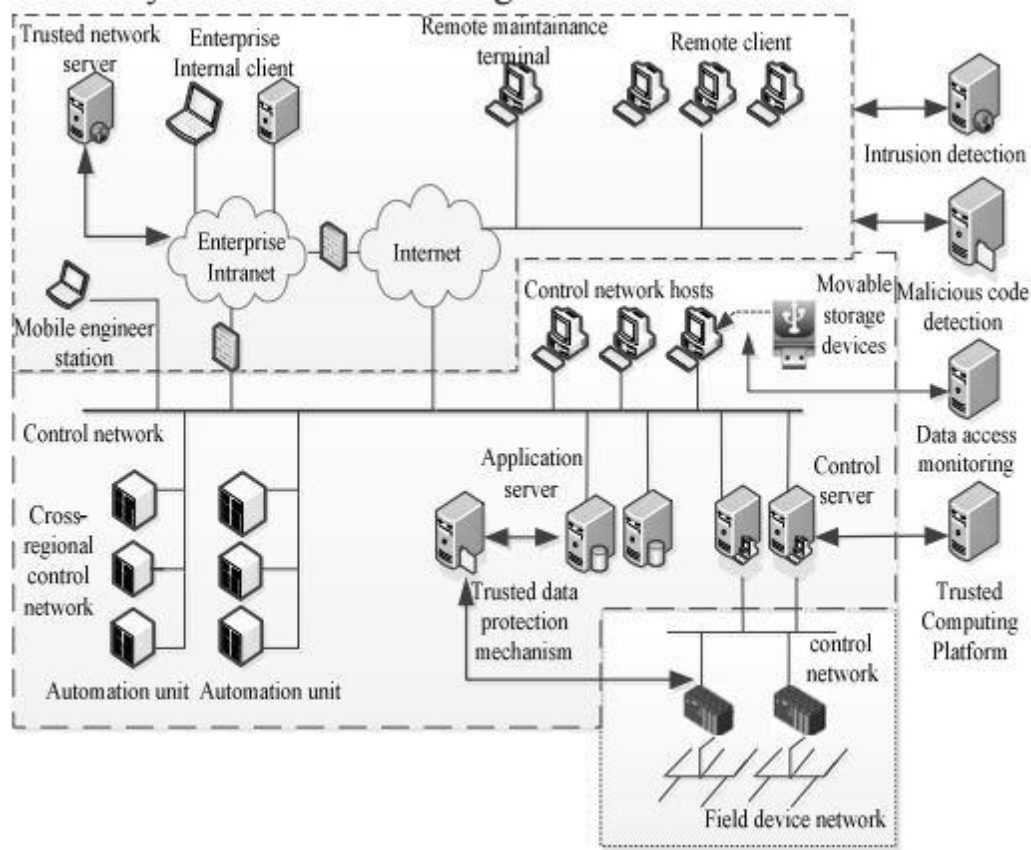 Trusted network
server
Enterprise
Internal client
Remote maintainance
terminal
Remote client
Intrusion detection
Enterprise
Intranet
Internet
Malicious code
detection
Mobile engineer
station
Control network hosts
Movable
storage
devices
Data access
monitoring
Control network
Application
server
Control
server
Cross-
regional
control
network
Trusted data
protection
mechanism
Trusted
Computing
Platform
Automation unit
Automation unit
control
network
Field device network